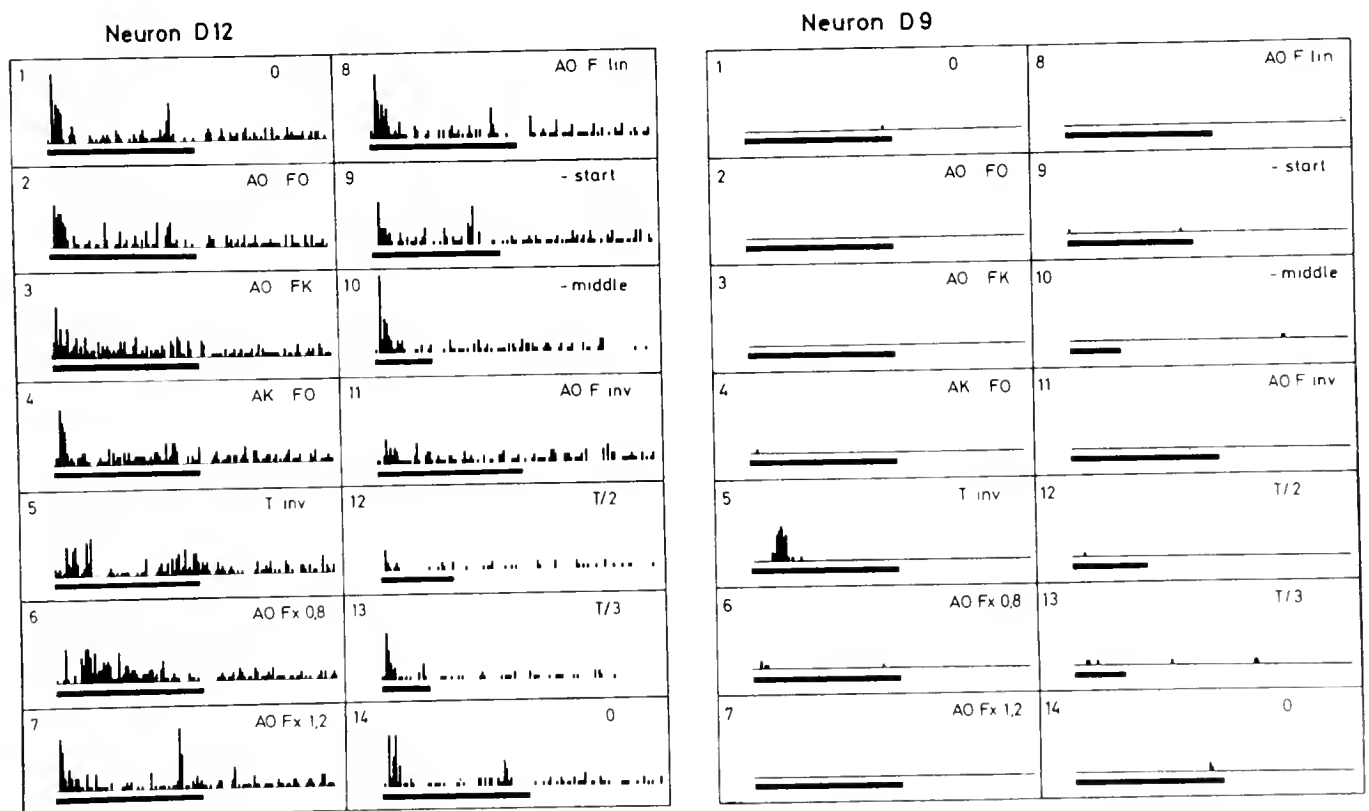 Neuron D12
1 0
2 AO FO
3 AO FK
4 AK FO
5 T inv
6 AO Fx 0,8
7 AO Fx 1,2
8 AO F lin
9 - start
10 - middle
11 AO F inv
12 T/2
13 T/3
14 0
Neuron D9
1 0
2 AO FO
3 AO FK
4 AK FO
5 T inv
6 AO Fx 0,8
7 AO Fx 1,2
8 AO F lin
9 - start
10 - middle
11 AO F inv
12 T/2
13 T/3
14 0